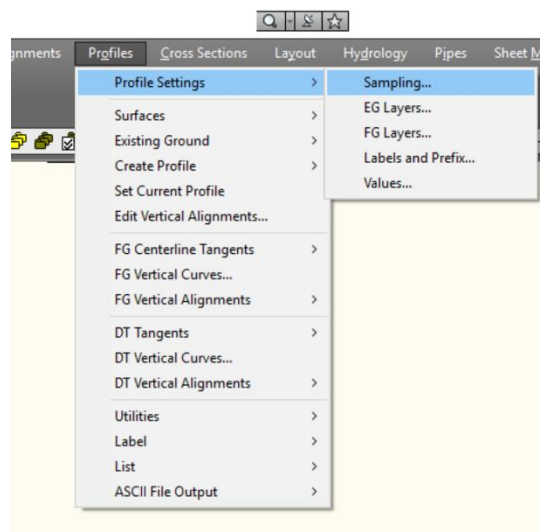 gnments Profiles Cross Sections Layout Hydrology Pipes Sheet M
Profile Settings
Sampling...
EG Layers...
FG Layers...
Labels and Prefix...
Values...
Surfaces
Existing Ground
Create Profile
Set Current Profile
Edit Vertical Alignments...
FG Centerline Tangents
FG Vertical Curves...
FG Vertical Alignments
DT Tangents
DT Vertical Curves...
DT Vertical Alignments
Utilities
Label
List
ASCII File Output